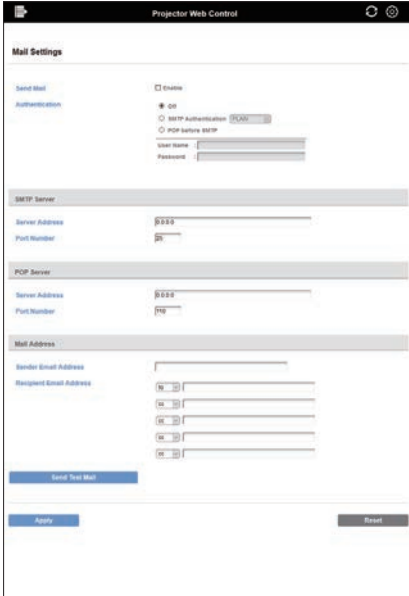 Projector Web Control
Mail Settings
Send Mail
Enable
Authentication
Off
SMTP Authentication PLAIN
POP before SMTP
User Name :
Password :
SMTP Server
Server Address
0.0.0.0
Port Number
25
POP Server
Server Address
0.0.0.0
Port Number
110
Mail Address
Sender Email Address
Recipient Email Address
to
Send Test Mail
Apply
Reset